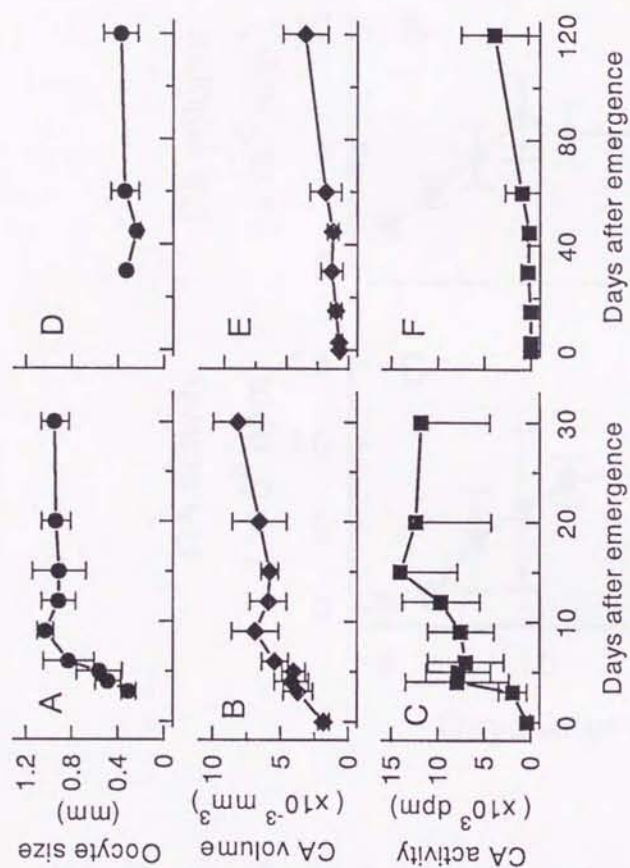 Oocyte size
(mm)
1.2
0.8
0.4
0
A
D
CA volume
(x10⁻³ mm³)
10
5
0
B
E
CA activity
(x10³ dpm)
15
10
5
0
C
F
0 10 20 30
0 40 80 120
Days after emergence
Days after emergence